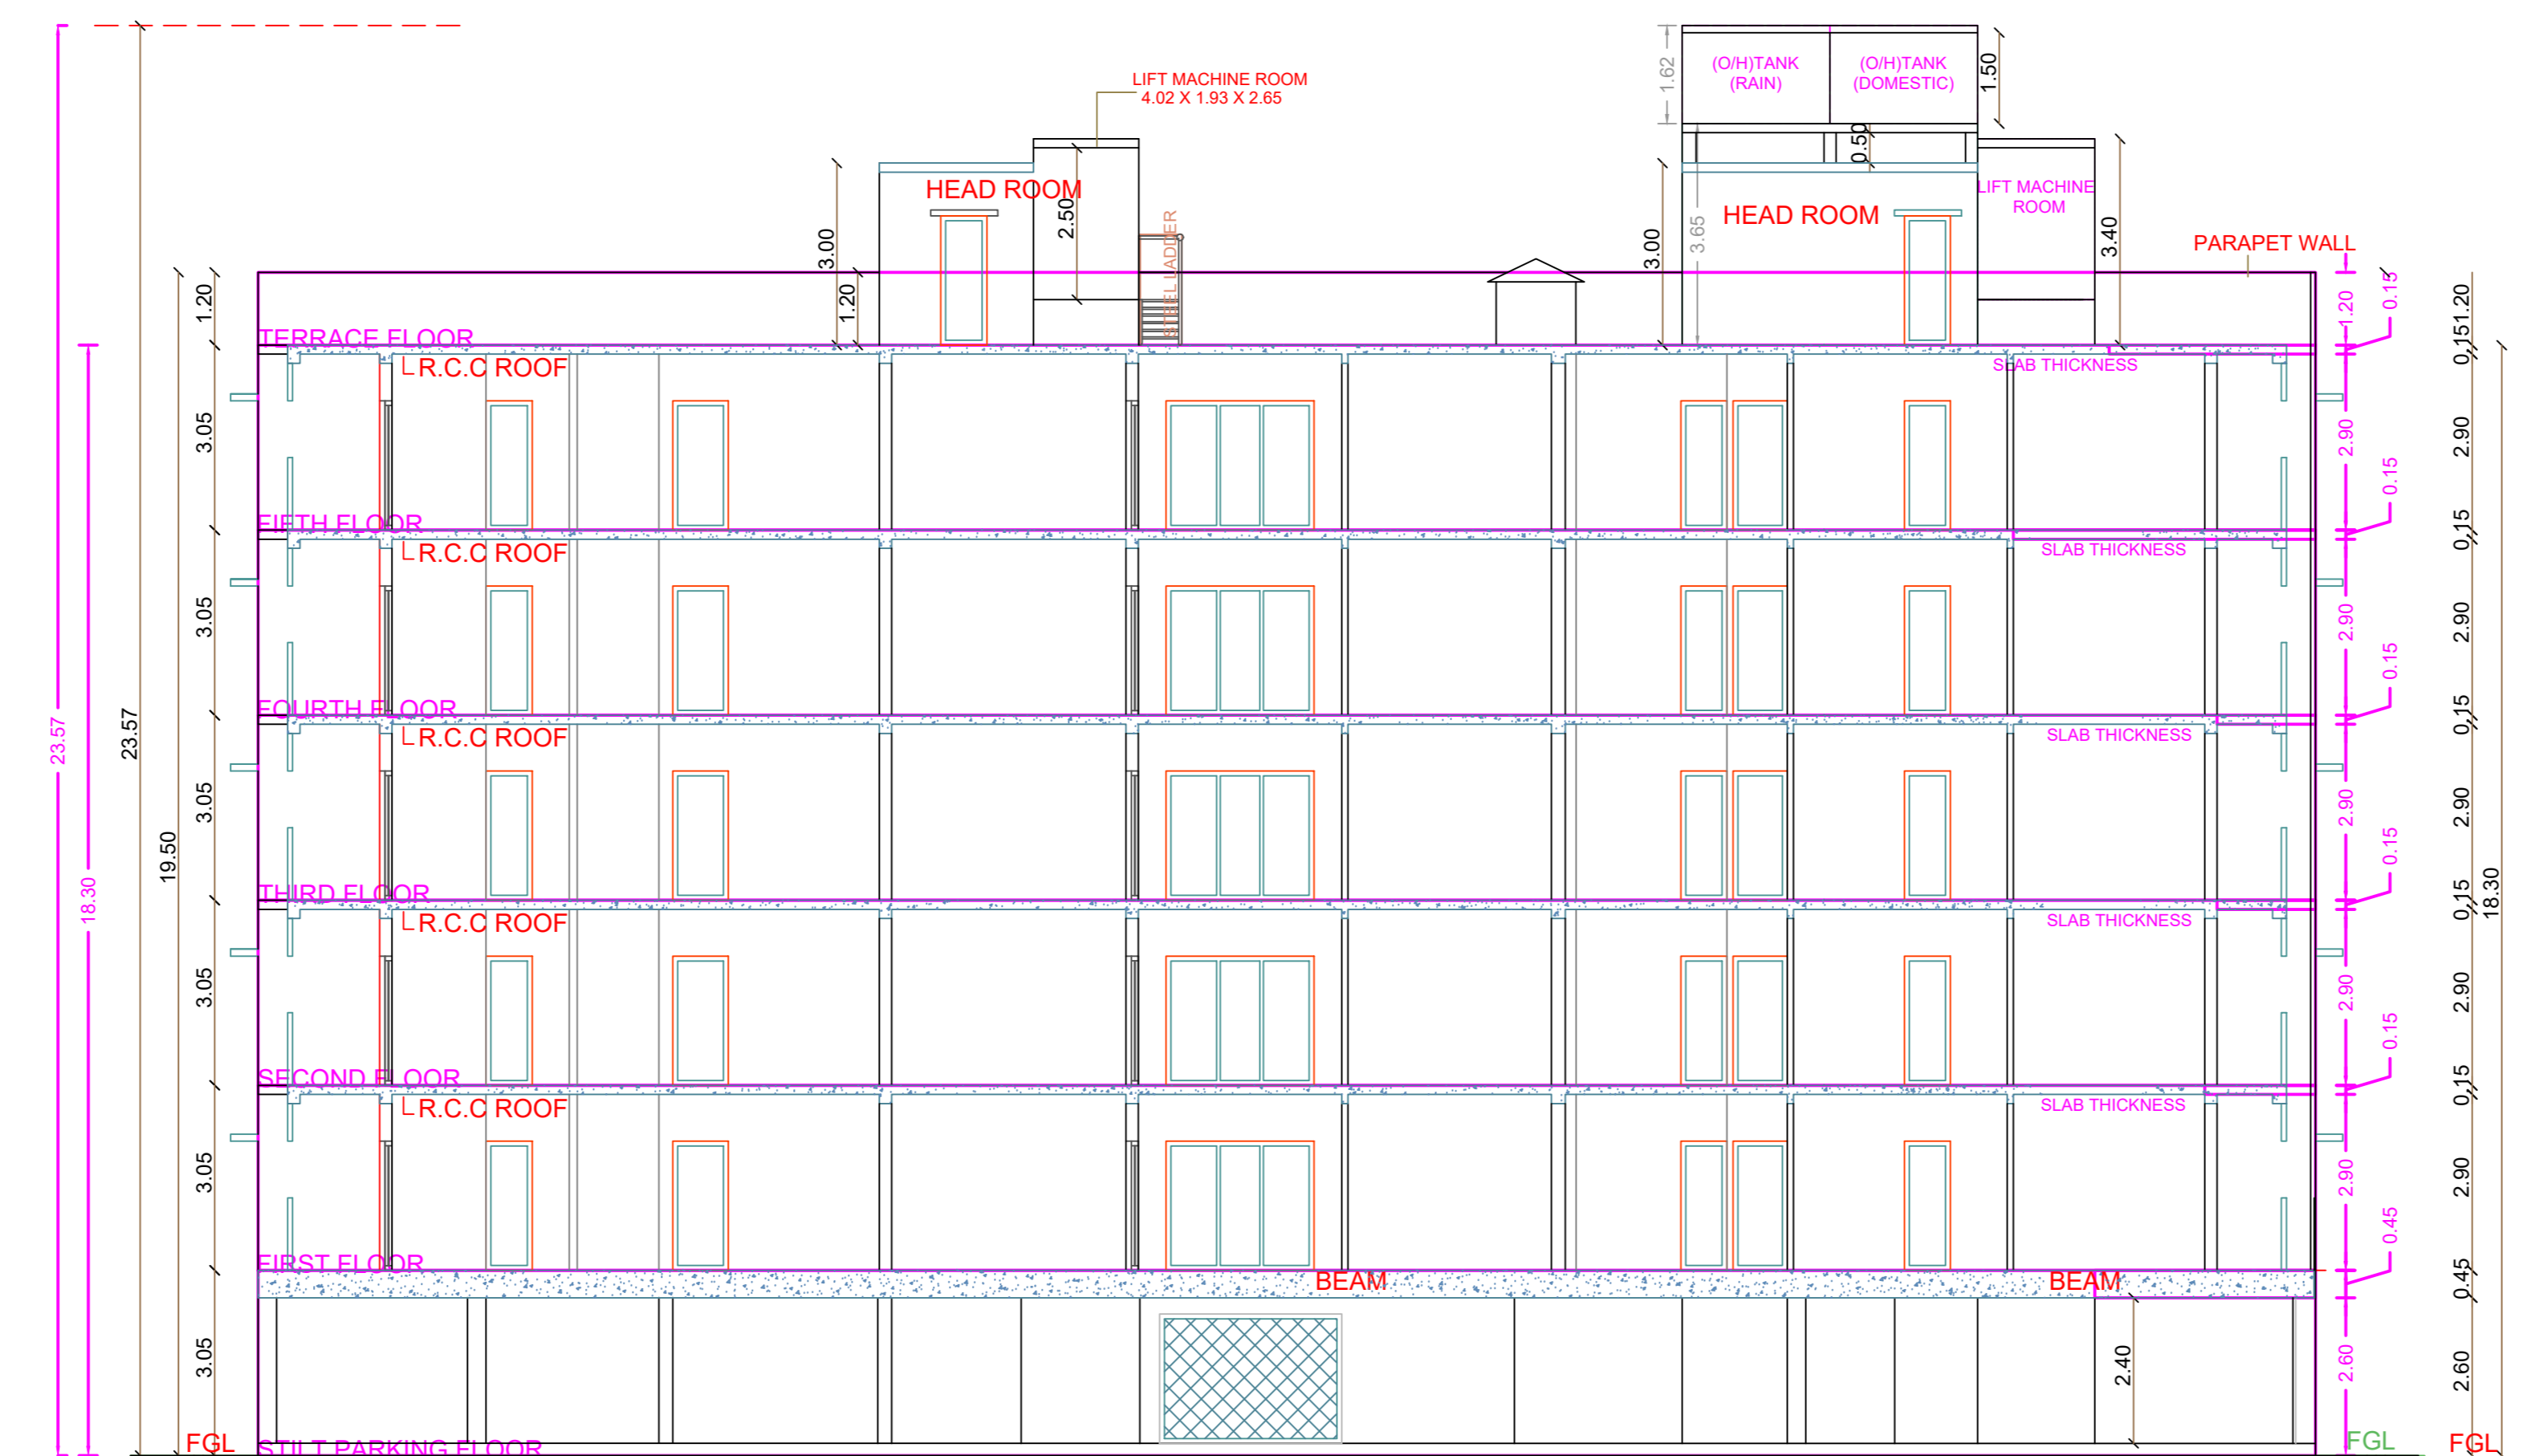 (O/H)TANK
(RAIN)
(O/H)TANK
(DOMESTIC)
1.62
1.50
LIFT MACHINE ROOM
4.02 X 1.93 X 2.65
0.50
HEAD ROOM
2.50
3.00
1.20
STEEL LADDER
HEAD ROOM
3.00
3.65
LIFT MACHINE
ROOM
3.40
PARAPET WALL
1.20
1.20
0.15
1.20
0.15
TERRACE FLOOR
R.C.C ROOF
SLAB THICKNESS
3.05
2.90
2.90
0.15
0.15
FIFTH FLOOR
R.C.C ROOF
SLAB THICKNESS
3.05
2.90
2.90
0.15
0.15
FOURTH FLOOR
R.C.C ROOF
SLAB THICKNESS
23.57
23.57
19.50
18.30
3.05
2.90
2.90
0.15
0.15
18.30
THIRD FLOOR
R.C.C ROOF
SLAB THICKNESS
3.05
2.90
2.90
0.15
0.15
SECOND FLOOR
R.C.C ROOF
SLAB THICKNESS
3.05
2.90
2.90
0.45
0.45
FIRST FLOOR
BEAM
BEAM
3.05
2.40
2.60
2.60
FGL
STILT PARKING FLOOR
FGL
FGL